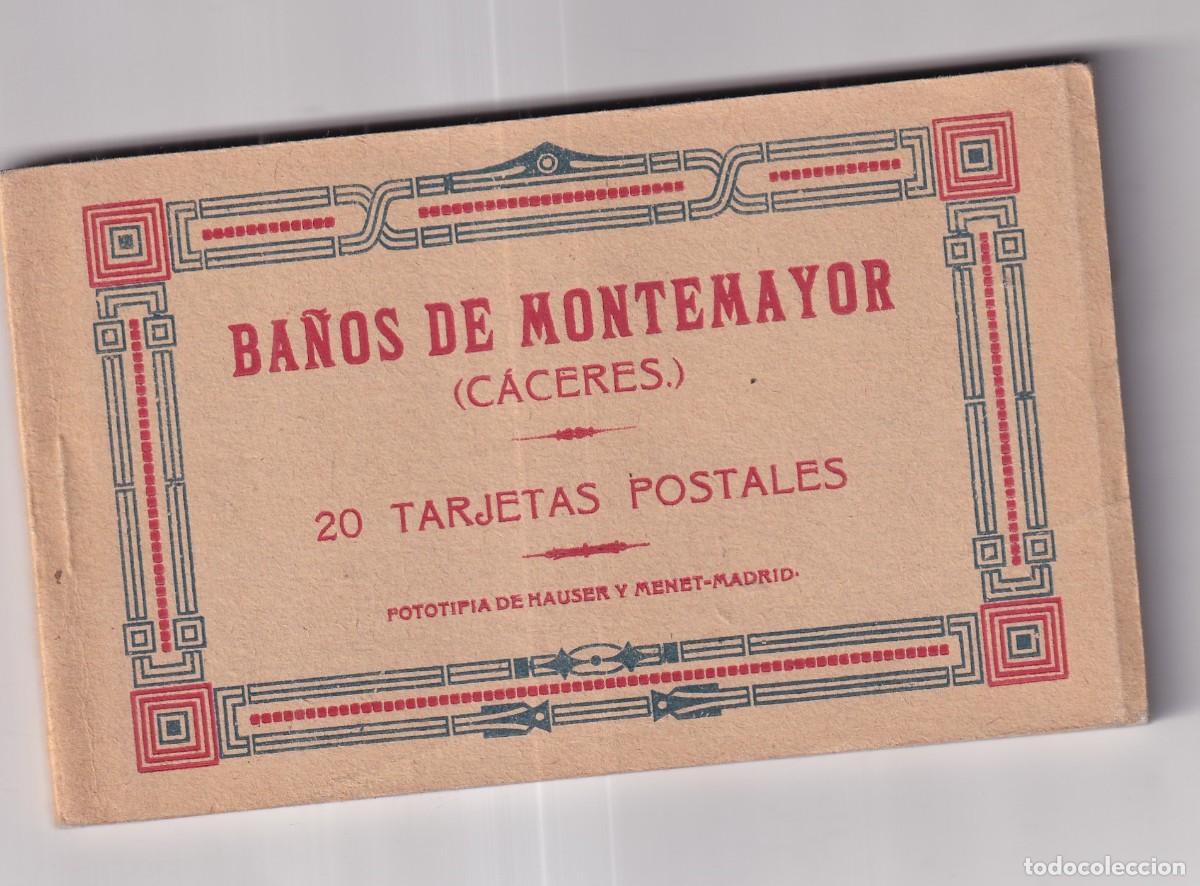 BAÑOS DE MONTEMAYOR
(CÁCERES.)
20 TARJETAS POSTALES
FOTOTIPIA DE HAUSER Y MENET-MADRID.
todocoleccion